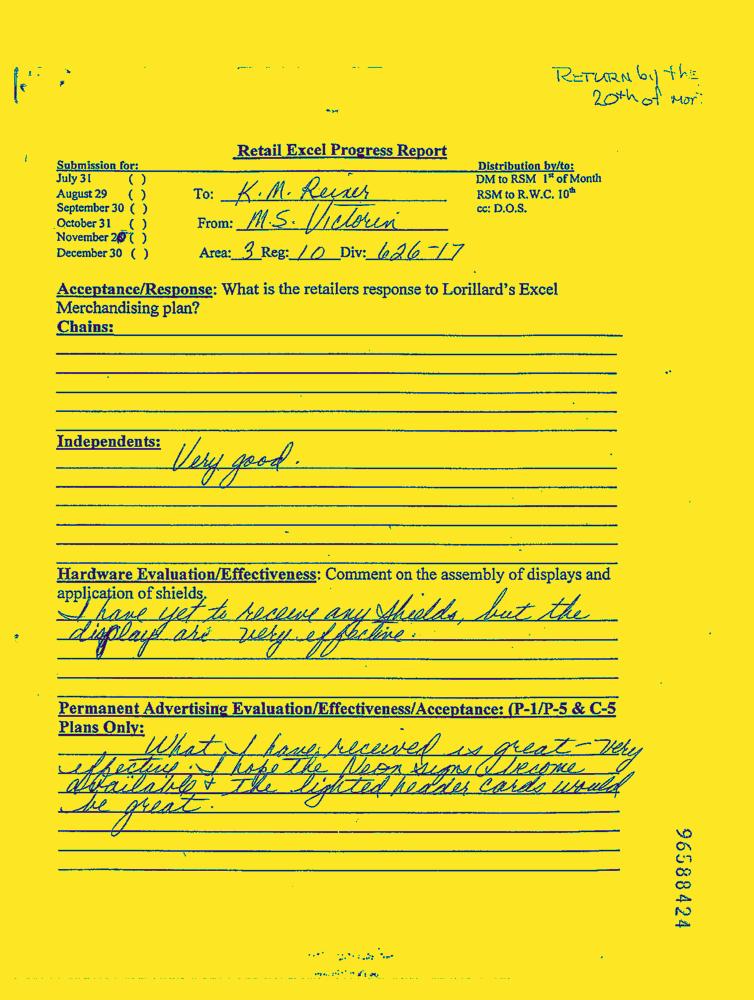 RETURN by the
20th of Mon.
Retail Excel Progress Report
Submission for:
July 31 ( )
August 29 ( )
September 30 ( )
October 31 ( )
November 20 ( )
December 30 ( )
To: K. M. Reiner
From: M.S. Victorin
Area: 3 Reg: 10 Div: 626-17
Distribution by/to:
DM to RSM 1st of Month
RSM to R.W.C. 10th
cc: D.O.S.
Acceptance/Response: What is the retailers response to Lorillard's Excel
Merchandising plan?
Chains:
Independents: Very good.
Hardware Evaluation/Effectiveness: Comment on the assembly of displays and
application of shields.
I have yet to receive any shields, but the
displays are very effective.
Permanent Advertising Evaluation/Effectiveness/Acceptance: (P-1/P-5 & C-5
Plans Only:
What I have received is great - very
effective. I hope the Neon signs become
available & the lighted header cards would
be great.
96588424